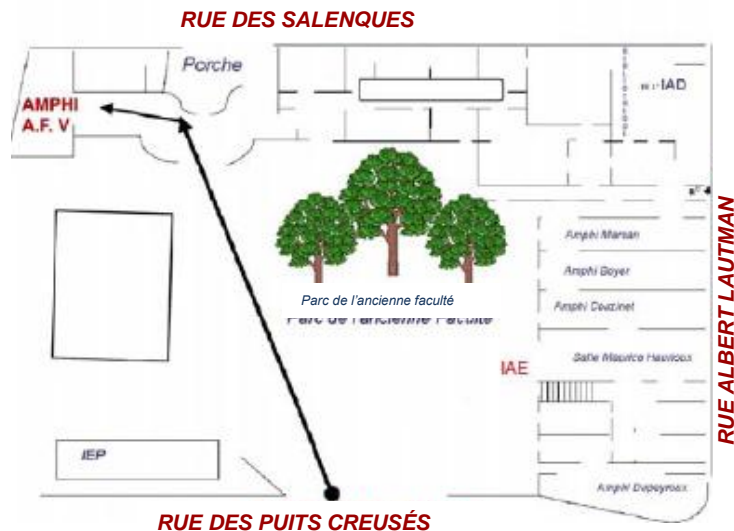 RUE DES SALENQUES
Porche
AMPHI
A.F. V
IAD
Amphi Marsan
Amphi Boyer
Amphi Couzinet
Parc de l'ancienne faculté
Parc de l'ancienne Faculté
Salle Maurice Hauriou
IAE
RUE ALBERT LAUTMAN
IEP
Amphi Dupeyroux
RUE DES PUITS CREUSÉS